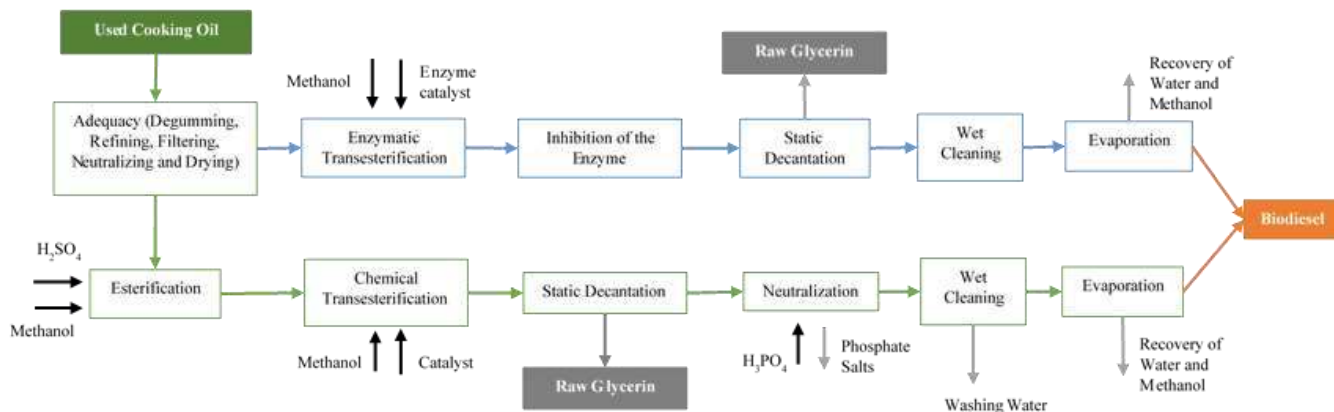 Used Cooking Oil
Raw Glycerin
Methanol
Enzyme
catalyst
Recovery of
Water and
Methanol
Adequacy (Degumming,
Refining, Filtering,
Neutralizing and Drying)
Enzymatic
Transesterification
Inhibition of the
Enzyme
Static
Decantation
Wet
Cleaning
Evaporation
Biodiesel
H₂SO₄
Methanol
Esterification
Chemical
Transesterification
Static Decantation
Neutralization
Wet
Cleaning
Evaporation
Methanol
Catalyst
Raw Glycerin
H₃PO₄
Phosphate
Salts
Washing Water
Recovery of
Water and
Methanol